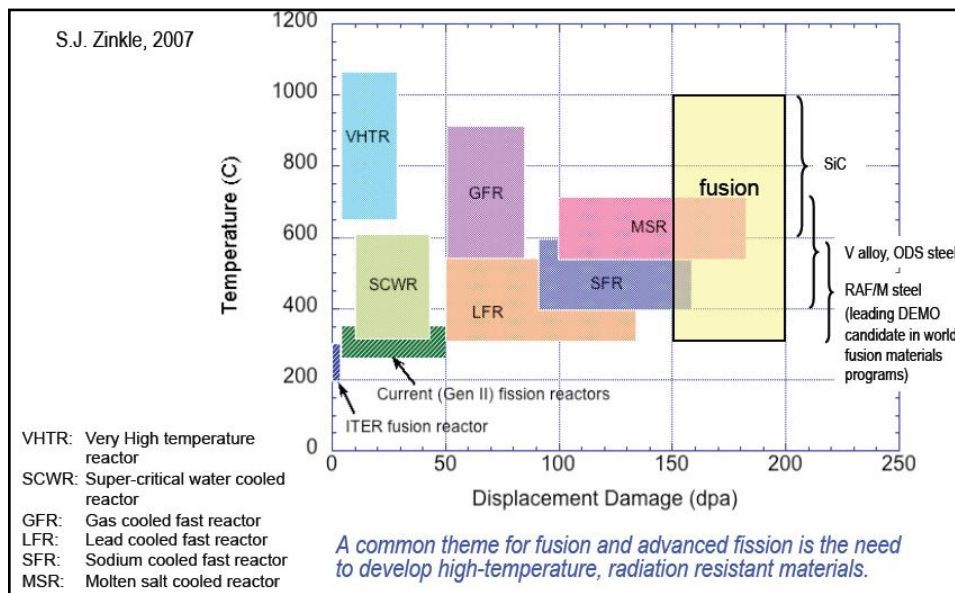 S.J. Zinkle, 2007
1200
1000
800
600
400
200
0
Temperature (C)
VHTR
GFR
SCWR
LFR
MSR
SFR
fusion
SiC
V alloy, ODS steel
RAF/M steel
(leading DEMO
candidate in world
fusion materials
programs)
Current (Gen II) fission reactors
ITER fusion reactor
0 50 100 150 200 250
Displacement Damage (dpa)
VHTR: Very High temperature
reactor
SCWR: Super-critical water cooled
reactor
GFR: Gas cooled fast reactor
LFR: Lead cooled fast reactor
SFR: Sodium cooled fast reactor
MSR: Molten salt cooled reactor
A common theme for fusion and advanced fission is the need
to develop high-temperature, radiation resistant materials.